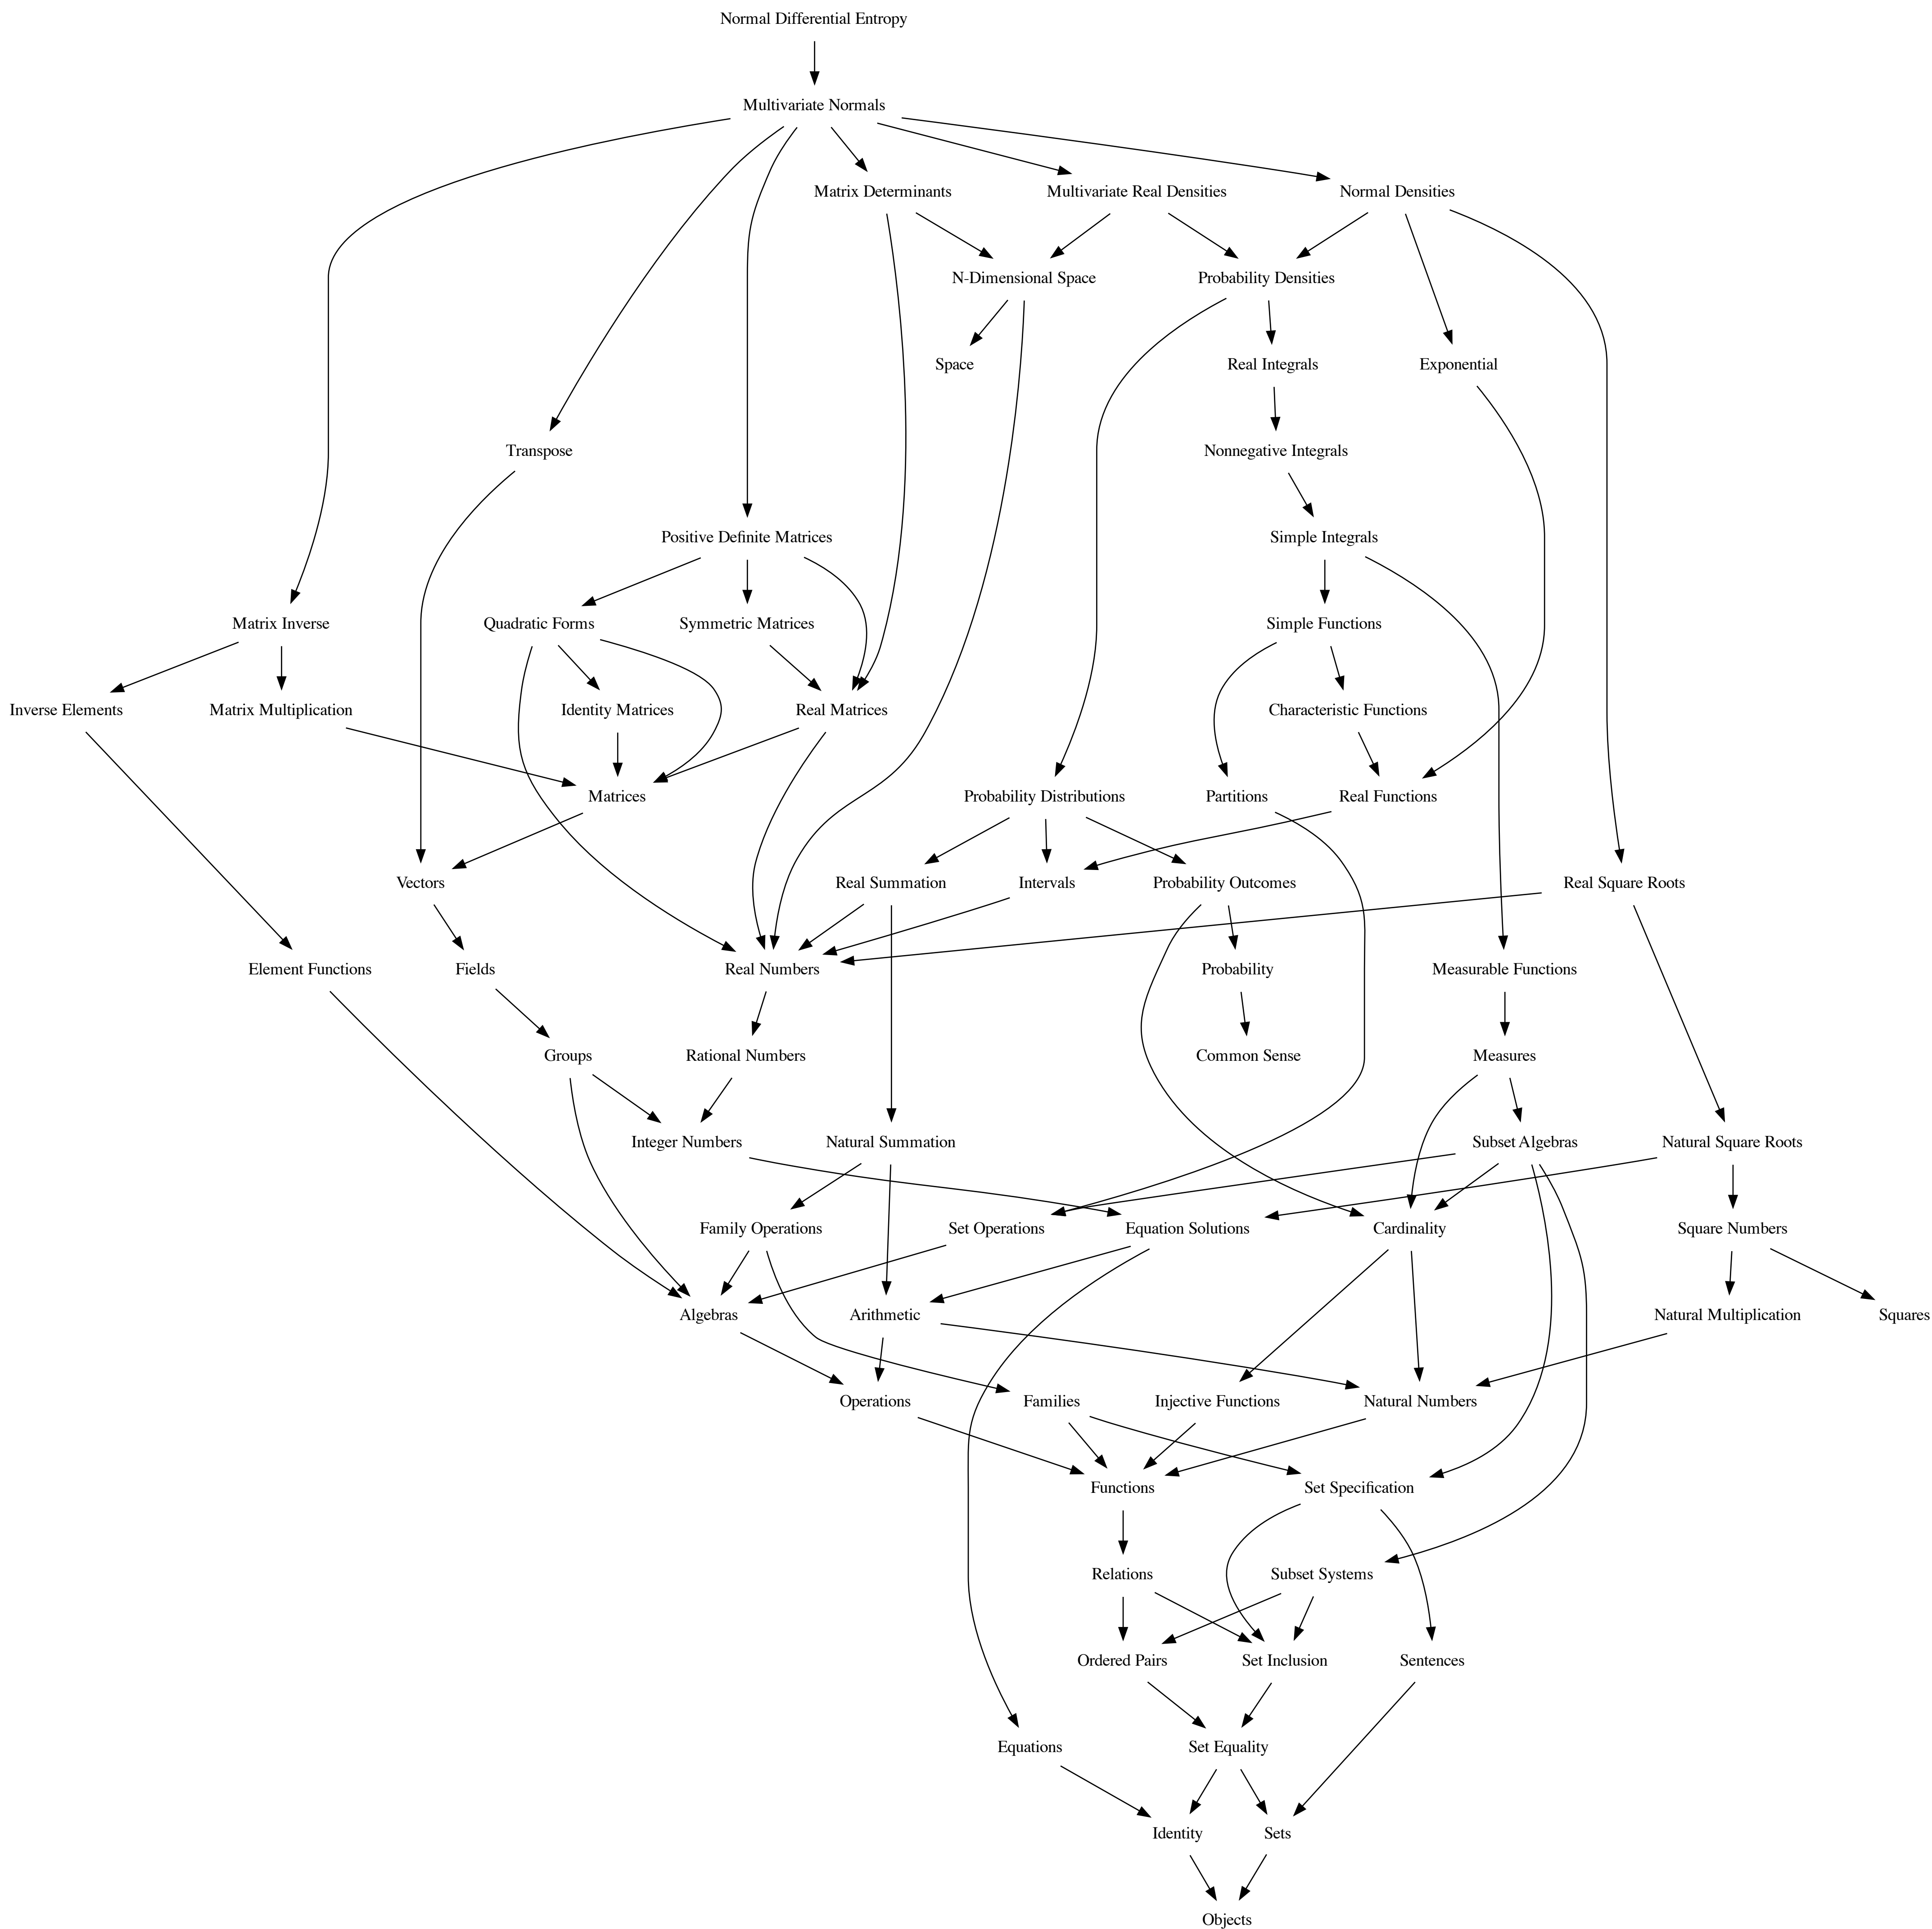 Normal Differential Entropy
Multivariate Normals
Matrix Determinants
Multivariate Real Densities
Normal Densities
N-Dimensional Space
Probability Densities
Space
Real Integrals
Exponential
Transpose
Nonnegative Integrals
Positive Definite Matrices
Simple Integrals
Matrix Inverse
Quadratic Forms
Symmetric Matrices
Simple Functions
Inverse Elements
Matrix Multiplication
Identity Matrices
Real Matrices
Characteristic Functions
Matrices
Probability Distributions
Partitions
Real Functions
Vectors
Real Summation
Intervals
Probability Outcomes
Real Square Roots
Element Functions
Fields
Real Numbers
Probability
Measurable Functions
Groups
Rational Numbers
Common Sense
Measures
Integer Numbers
Natural Summation
Subset Algebras
Natural Square Roots
Family Operations
Set Operations
Equation Solutions
Cardinality
Square Numbers
Algebras
Arithmetic
Natural Multiplication
Squares
Operations
Families
Injective Functions
Natural Numbers
Functions
Set Specification
Relations
Subset Systems
Ordered Pairs
Set Inclusion
Sentences
Equations
Set Equality
Identity
Sets
Objects